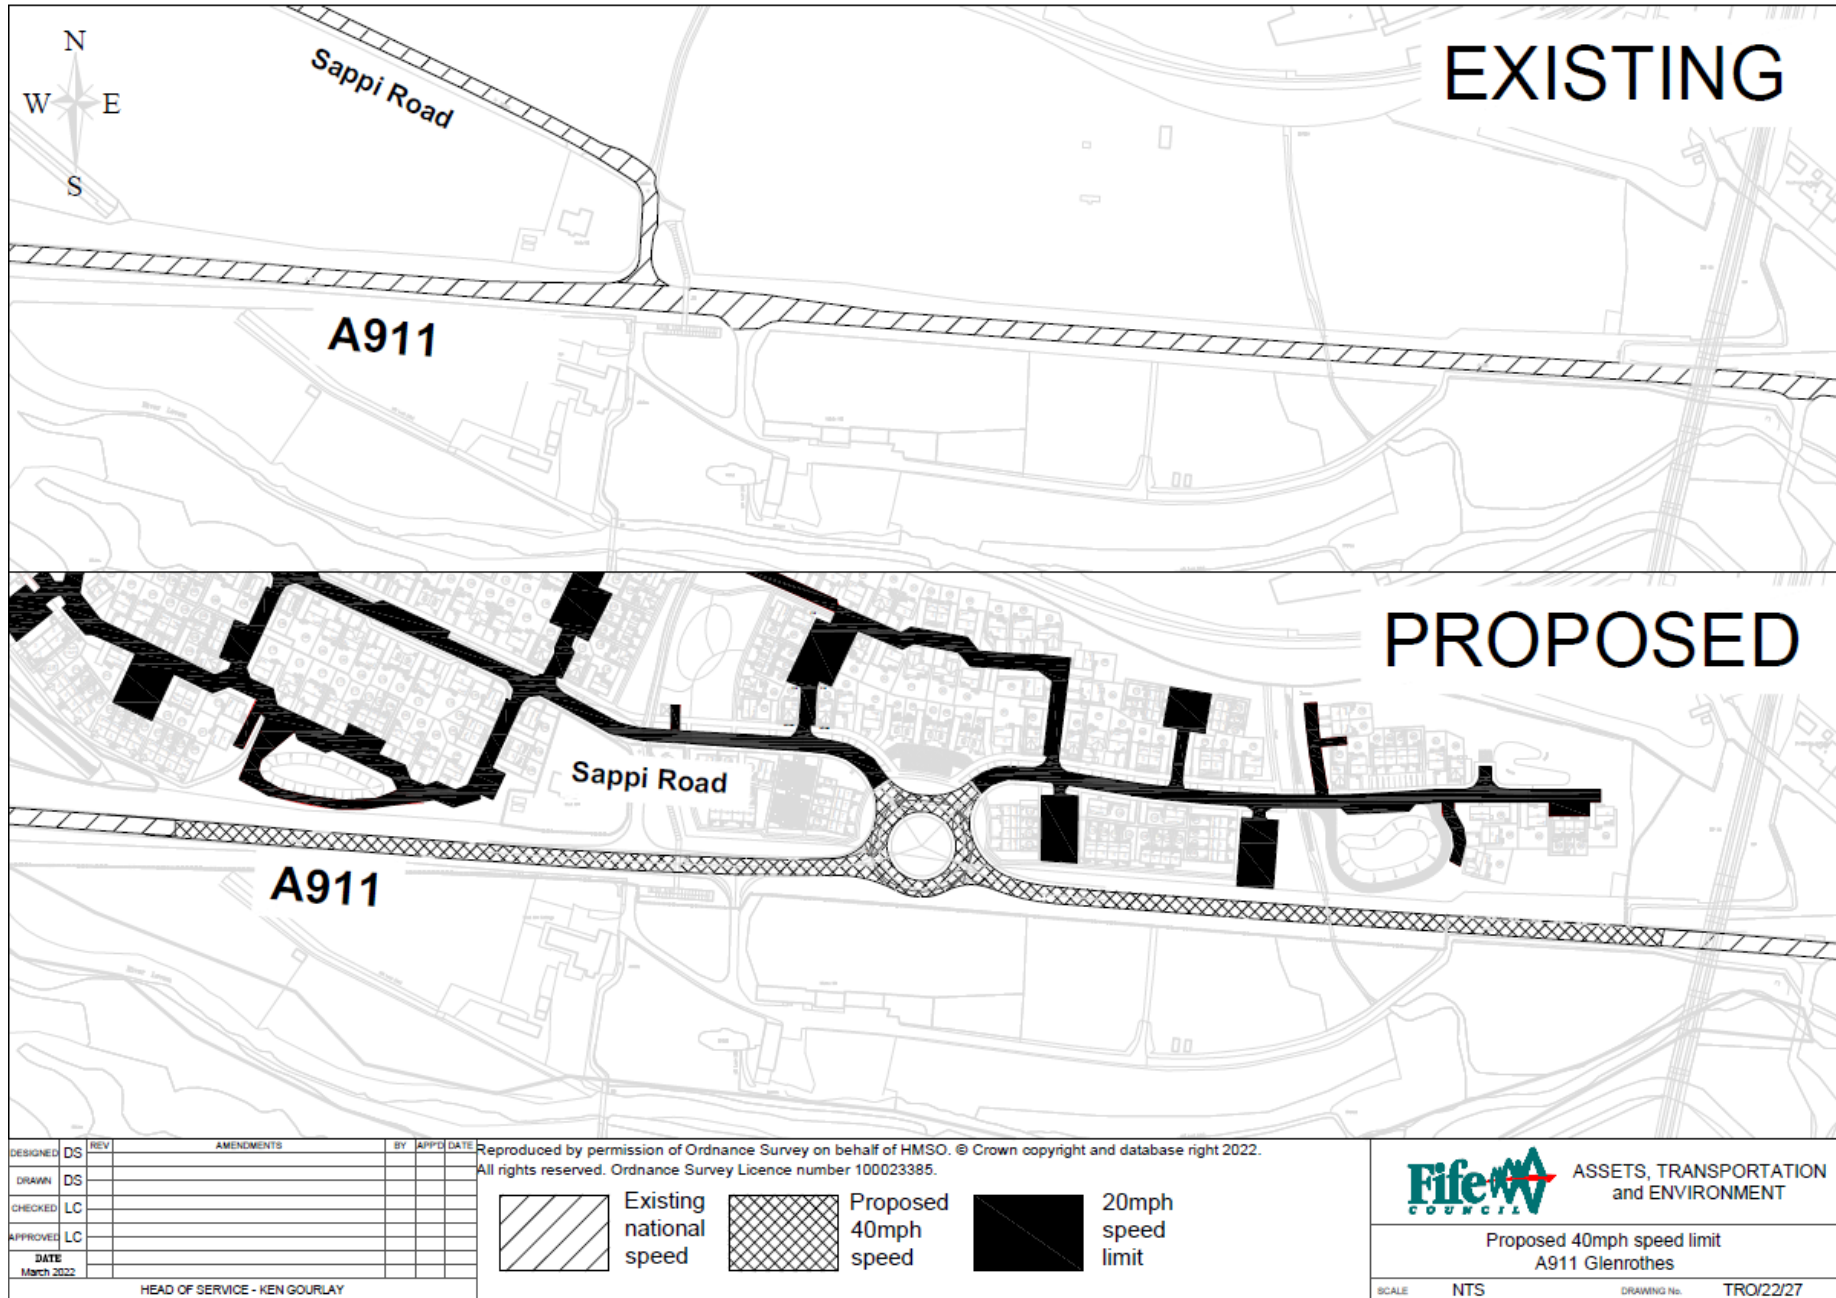 EXISTING
N
W E
S
Sappi Road
A911
PROPOSED
Sappi Road
A911
DESIGNED DS
DRAWN DS
CHECKED LC
APPROVED LC
DATE
March 2022
REV AMENDMENTS BY APP'D DATE
HEAD OF SERVICE - KEN GOURLAY
Reproduced by permission of Ordnance Survey on behalf of HMSO. © Crown copyright and database right 2022.
All rights reserved. Ordnance Survey Licence number 100023385.
Existing
national
speed
Proposed
40mph
speed
20mph
speed
limit
Fife
COUNCIL
ASSETS, TRANSPORTATION
and ENVIRONMENT
Proposed 40mph speed limit
A911 Glenrothes
SCALE NTS DRAWING No. TRO/22/27